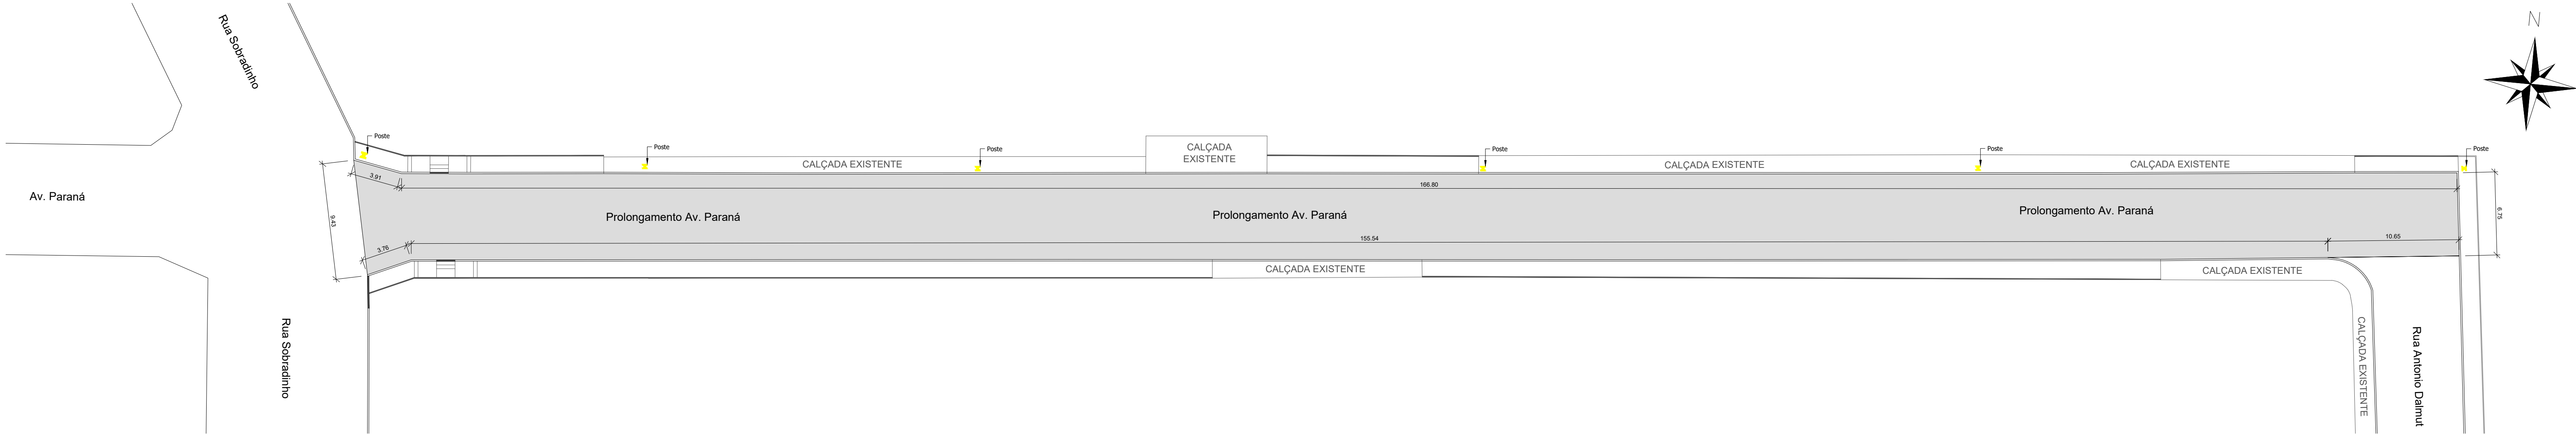 Rua Sobradinho
N
Poste
Poste
Poste
CALÇADA
EXISTENTE
Poste
Poste
Poste
CALÇADA EXISTENTE
CALÇADA EXISTENTE
CALÇADA EXISTENTE
3.91
166.80
Av. Paraná
9.43
Prolongamento Av. Paraná
Prolongamento Av. Paraná
Prolongamento Av. Paraná
6.75
3.76
155.54
10.65
CALÇADA EXISTENTE
CALÇADA EXISTENTE
Rua Sobradinho
CALÇADA EXISTENTE
Rua Antonio Dalmut